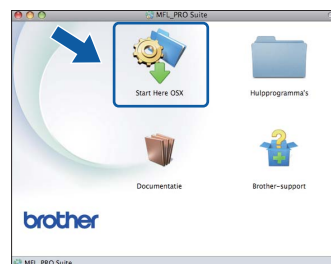 MFL_PRO Suite
Start Here OSX
Hulpprogramma's
Documentatie
Brother-support
brother
MFL_PRO Suite